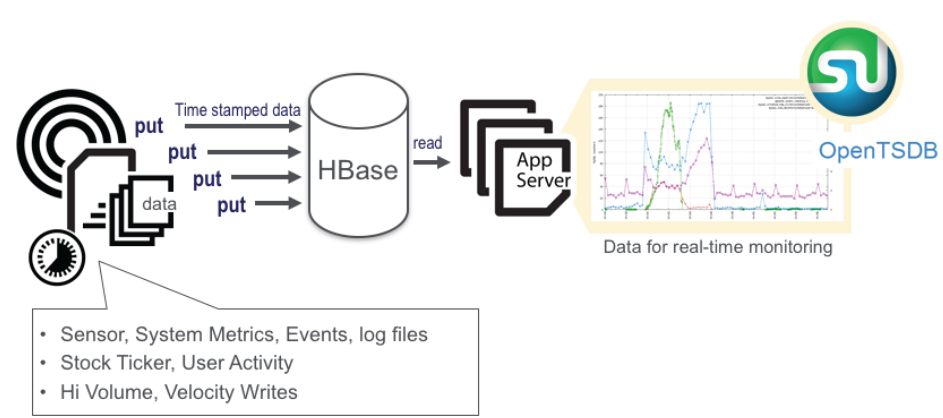 Time stamped data
put
put
put
put
data
HBase
read
App
Server
OpenTSDB
Data for real-time monitoring
• Sensor, System Metrics, Events, log files
• Stock Ticker, User Activity
• Hi Volume, Velocity Writes